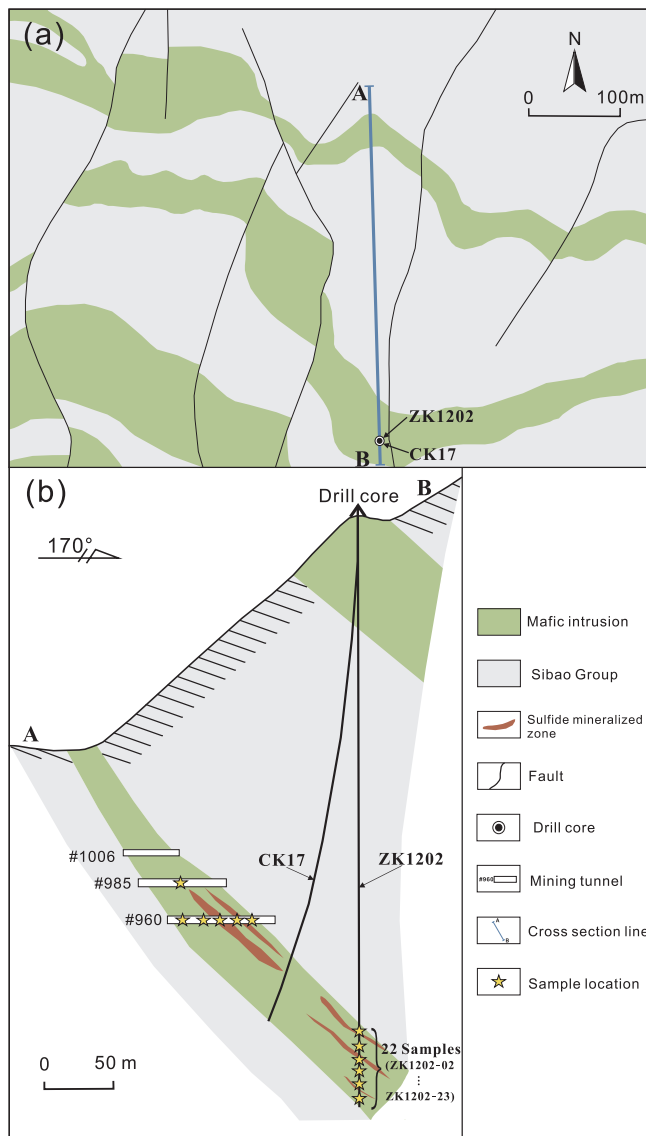 (a)
N
A
0 100m
ZK1202
CK17
B
(b)
Drill core
B
170°
A
#1006
#985
#960
CK17
ZK1202
22 Samples
(ZK1202-02
⋮
ZK1202-23)
0 50 m
Mafic intrusion
Sibao Group
Sulfide mineralized
zone
Fault
Drill core
#960
Mining tunnel
A
B
Cross section line
Sample location